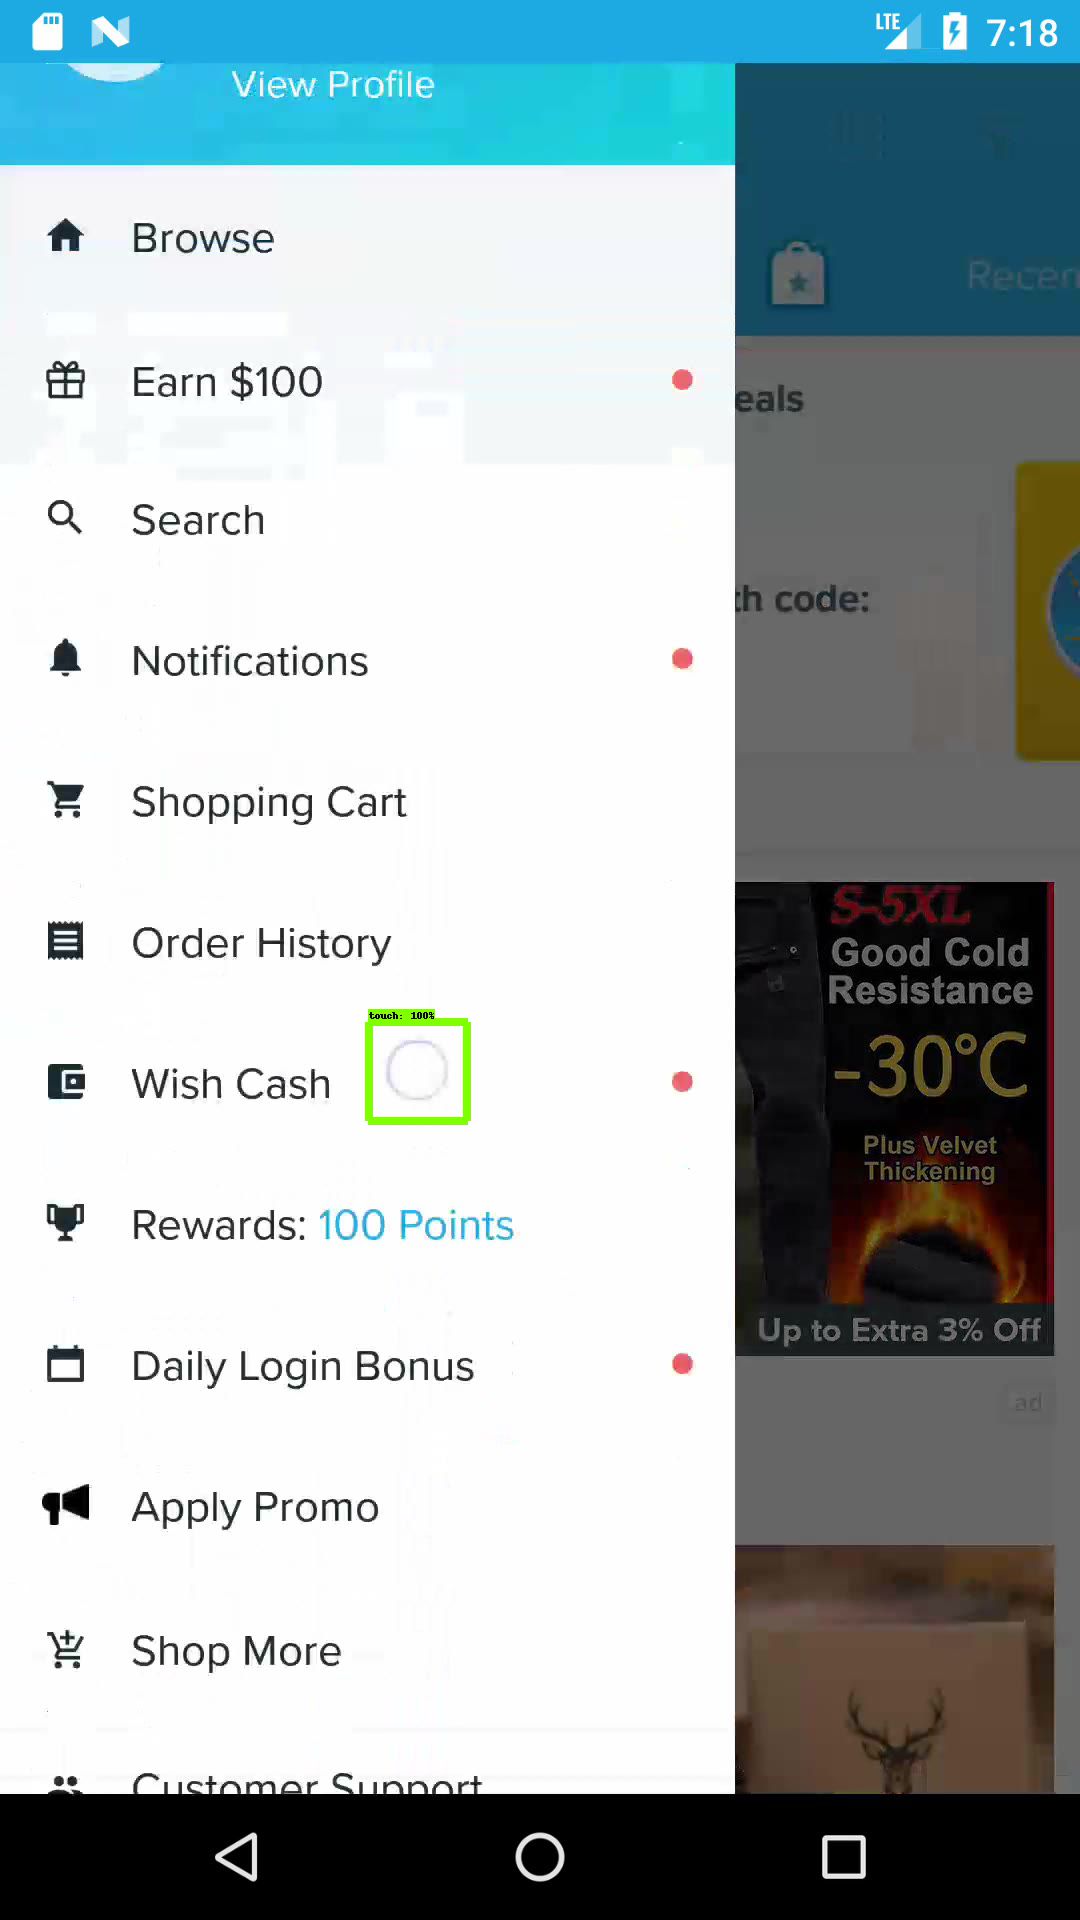 LTE 7:18
View Profile
Browse
Recen
Earn $100
eals
Search
th code:
Notifications
Shopping Cart
S-5XL
Good Cold
Resistance
Order History
touch: 100%
-30°C
Wish Cash
Plus Velvet
Thickening
Rewards: 100 Points
Up to Extra 3% Off
Daily Login Bonus
ad
Apply Promo
Shop More
Customer Support